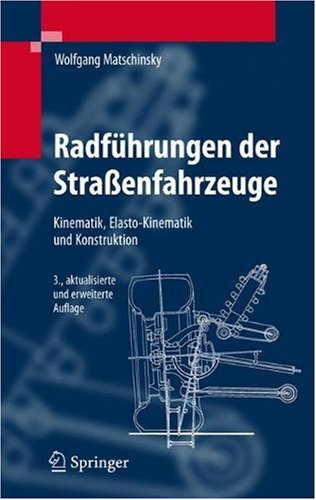 Wolfgang Matschinsky
Radführungen der
Straßenfahrzeuge
Kinematik, Elasto-Kinematik
und Konstruktion
3., aktualisierte
und erweiterte
Auflage
Springer